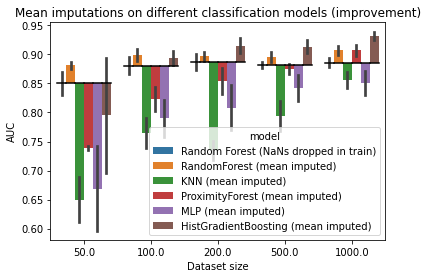 Mean imputations on different classification models (improvement)
0.95
0.90
0.85
0.80
0.75
0.70
0.65
0.60
AUC
model
Random Forest (NaNs dropped in train)
RandomForest (mean imputed)
KNN (mean imputed)
ProximityForest (mean imputed)
MLP (mean imputed)
HistGradientBoosting (mean imputed)
50.0 100.0 200.0 500.0 1000.0
Dataset size